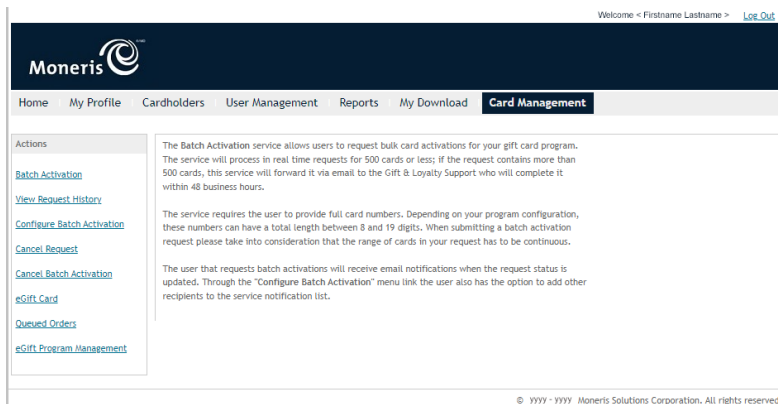 Welcome < Firstname Lastname > Log Out
Moneris
Home My Profile Cardholders User Management Reports My Download Card Management
Actions
Batch Activation
View Request History
Configure Batch Activation
Cancel Request
Cancel Batch Activation
eGift Card
Queued Orders
eGift Program Management
The Batch Activation service allows users to request bulk card activations for your gift card program.
The service will process in real time requests for 500 cards or less; if the request contains more than
500 cards, this service will forward it via email to the Gift & Loyalty Support who will complete it
within 48 business hours.
The service requires the user to provide full card numbers. Depending on your program configuration,
these numbers can have a total length between 8 and 19 digits. When submitting a batch activation
request please take into consideration that the range of cards in your request has to be continuous.
The user that requests batch activations will receive email notifications when the request status is
updated. Through the "Configure Batch Activation" menu link the user also has the option to add other
recipients to the service notification list.
© yyyy - yyyy Moneris Solutions Corporation. All rights reserved